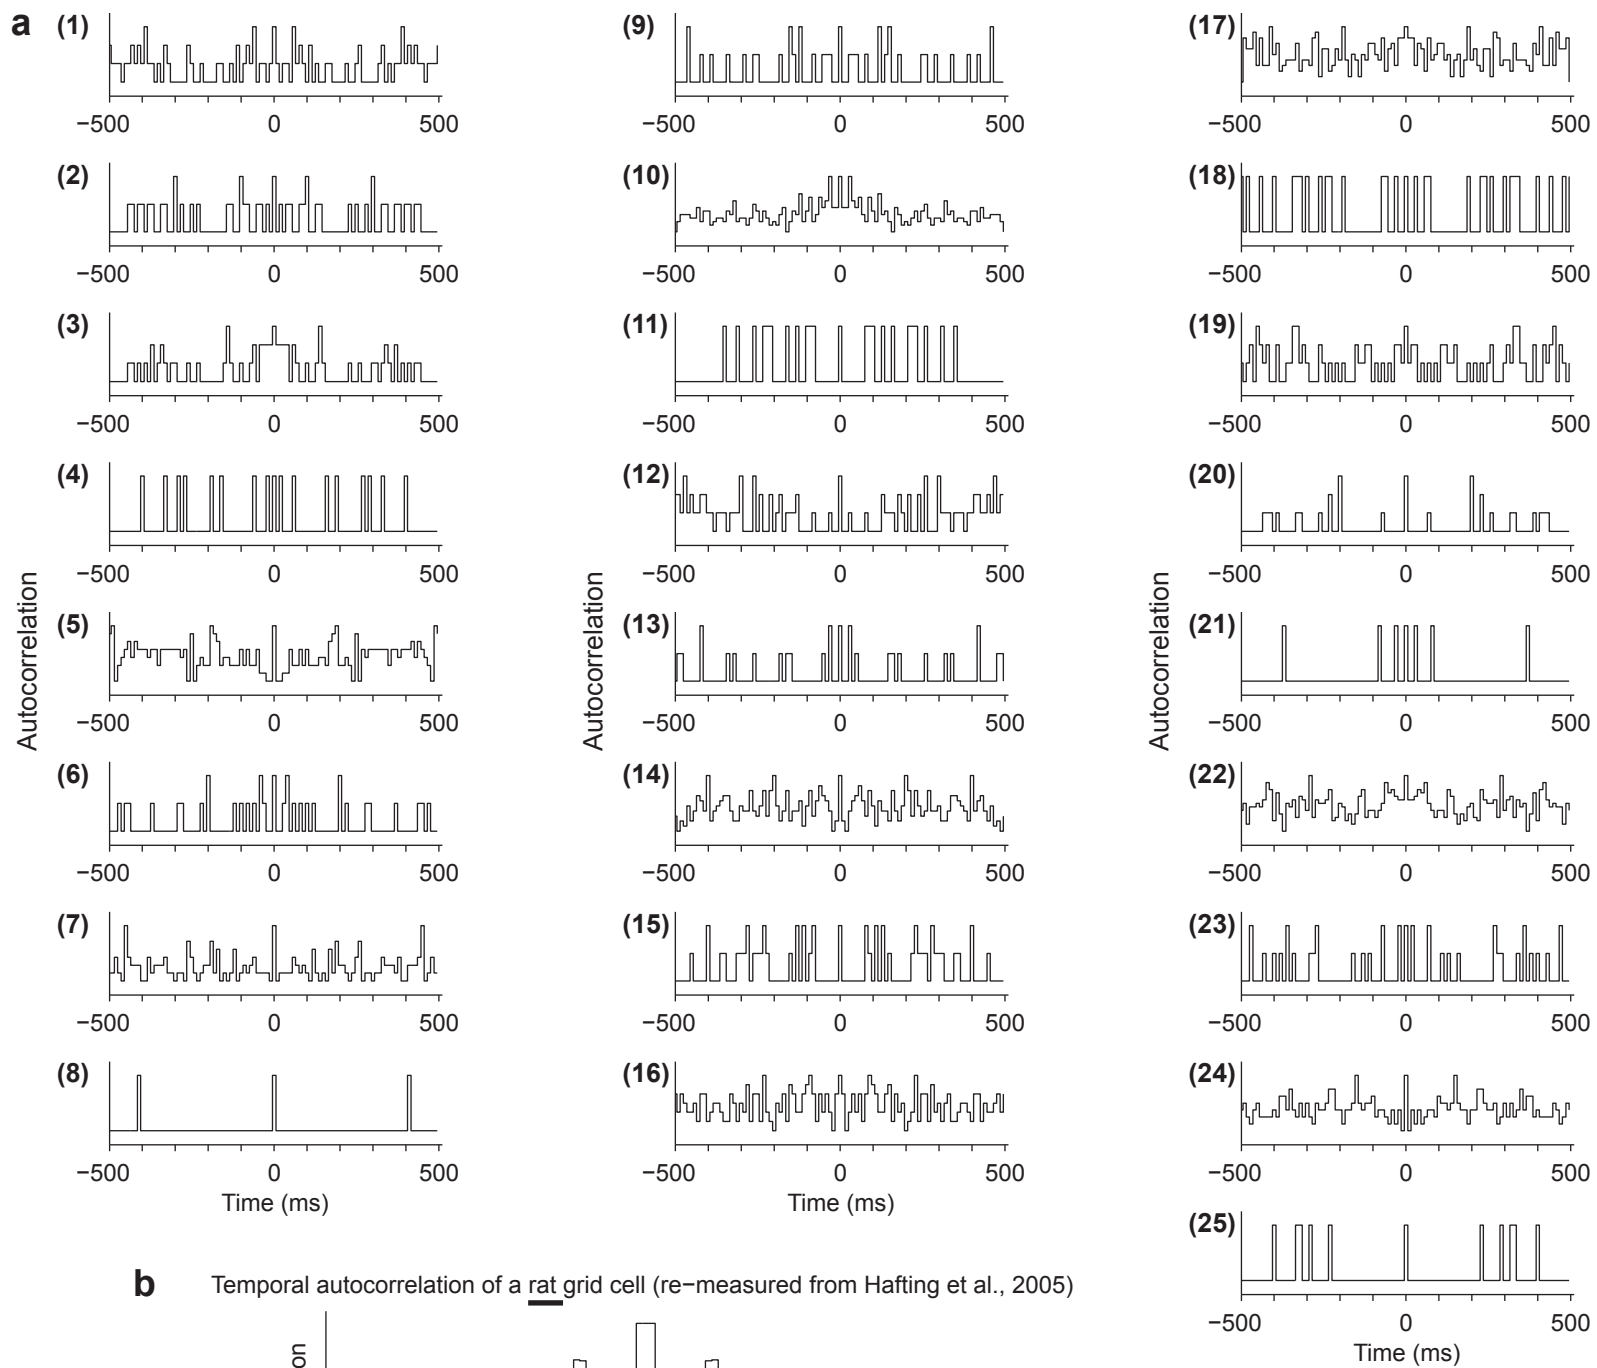 a
(1)
−500 0 500
(2)
−500 0 500
(3)
−500 0 500
(4)
−500 0 500
(5)
−500 0 500
(6)
−500 0 500
(7)
−500 0 500
(8)
−500 0 500
Time (ms)
Autocorrelation
(9)
−500 0 500
(10)
−500 0 500
(11)
−500 0 500
(12)
−500 0 500
(13)
−500 0 500
(14)
−500 0 500
(15)
−500 0 500
(16)
−500 0 500
Time (ms)
Autocorrelation
(17)
−500 0 500
(18)
−500 0 500
(19)
−500 0 500
(20)
−500 0 500
(21)
−500 0 500
(22)
−500 0 500
(23)
−500 0 500
(24)
−500 0 500
(25)
−500 0 500
Time (ms)
Autocorrelation
b Temporal autocorrelation of a rat grid cell (re−measured from Hafting et al., 2005)
on